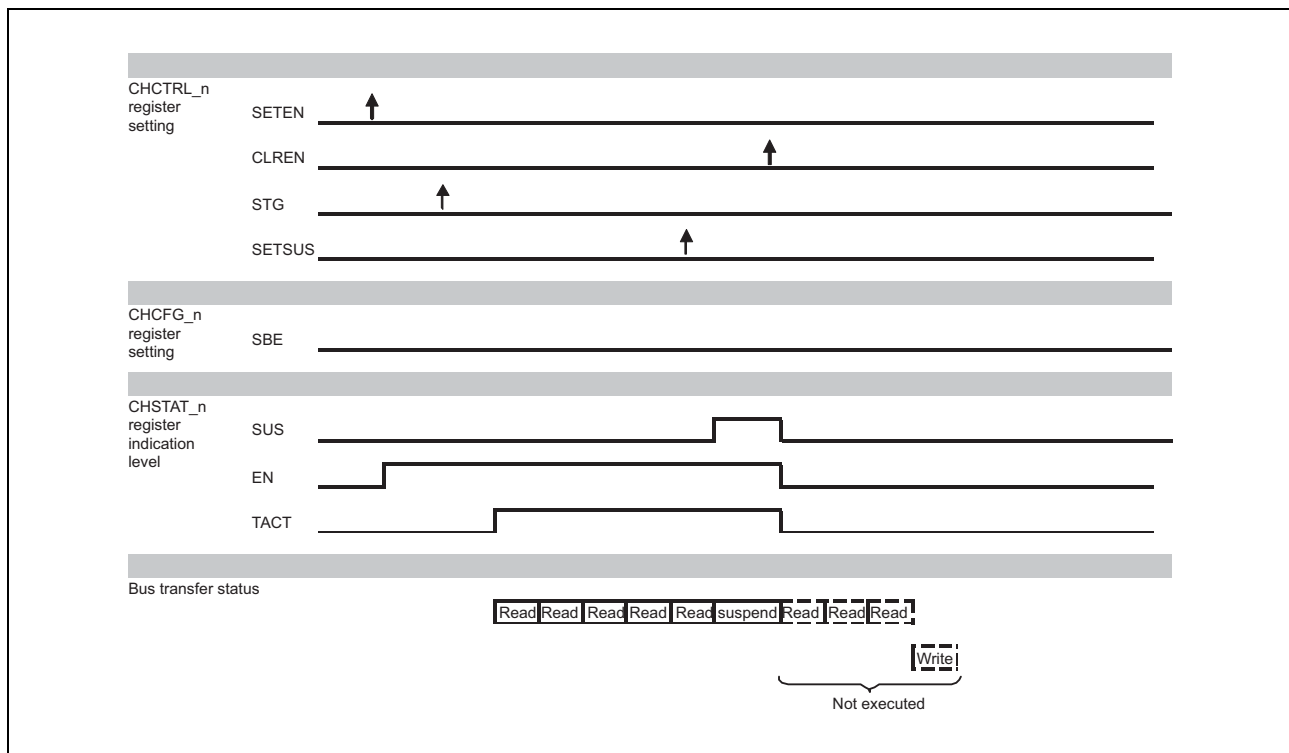 CHCTRL_n
register
setting
SETEN
CLREN
STG
SETSUS
CHCFG_n
register
setting
SBE
CHSTAT_n
register
indication
level
SUS
EN
TACT
Bus transfer status
Read Read Read Read Read suspend Read Read Read
Write
Not executed